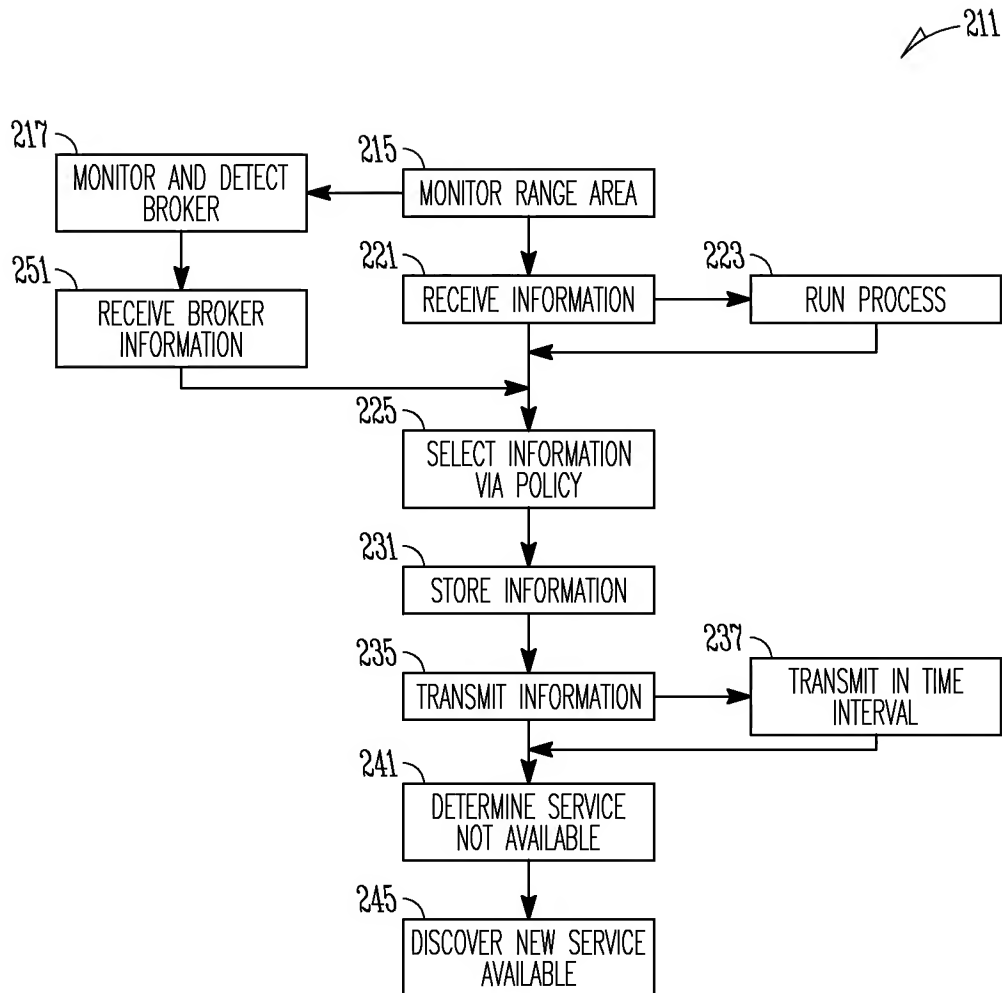 211
217
MONITOR AND DETECT
BROKER
215
MONITOR RANGE AREA
251
RECEIVE BROKER
INFORMATION
221
RECEIVE INFORMATION
223
RUN PROCESS
225
SELECT INFORMATION
VIA POLICY
231
STORE INFORMATION
235
TRANSMIT INFORMATION
237
TRANSMIT IN TIME
INTERVAL
241
DETERMINE SERVICE
NOT AVAILABLE
245
DISCOVER NEW SERVICE
AVAILABLE